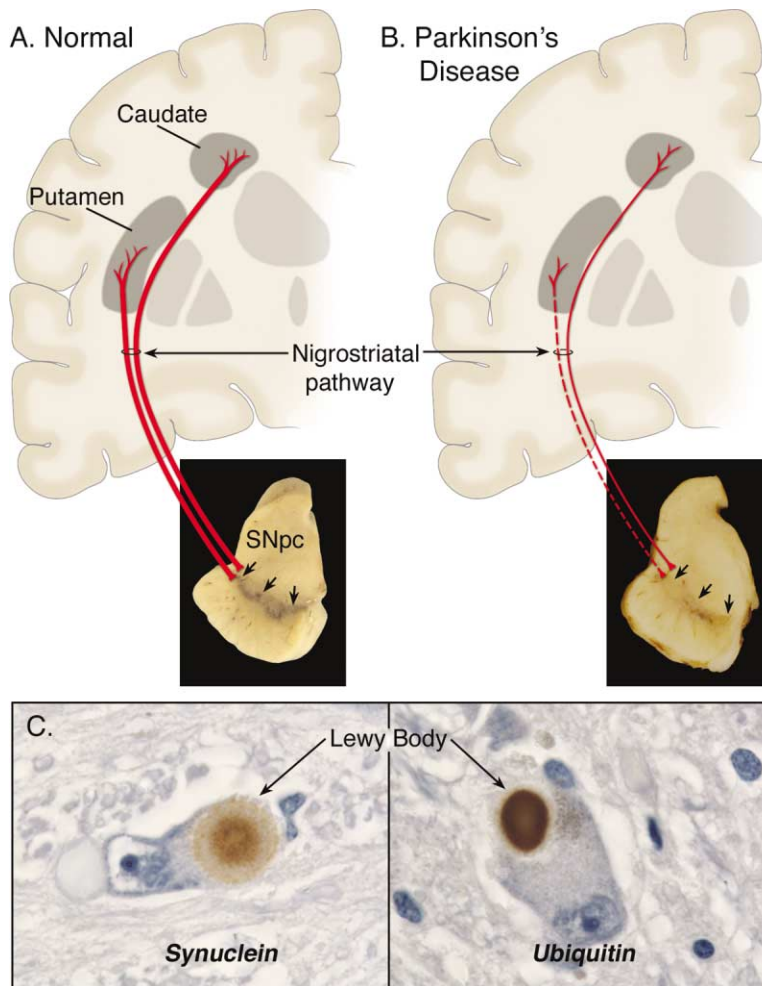 A. Normal
B. Parkinson's
Disease
Caudate
Putamen
Nigrostriatal
pathway
SNpc
C.
Lewy Body
Synuclein
Ubiquitin